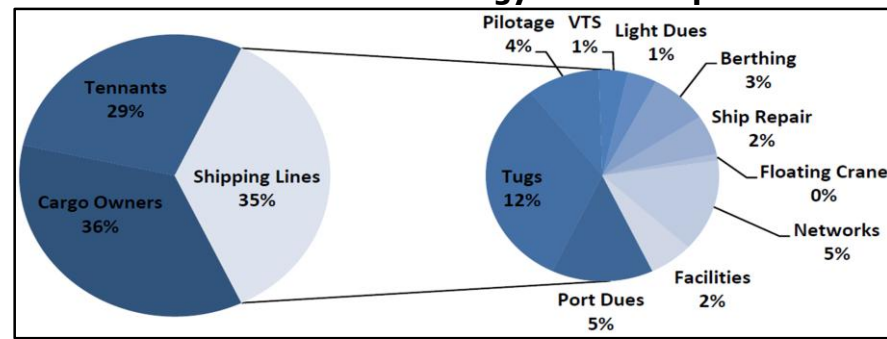 Tennants
29%
Cargo Owners
36%
Shipping Lines
35%
Pilotage
4%
VTS
1%
Light Dues
1%
Berthing
3%
Ship Repair
2%
Floating Crane
0%
Networks
5%
Facilities
2%
Port Dues
5%
Tugs
12%